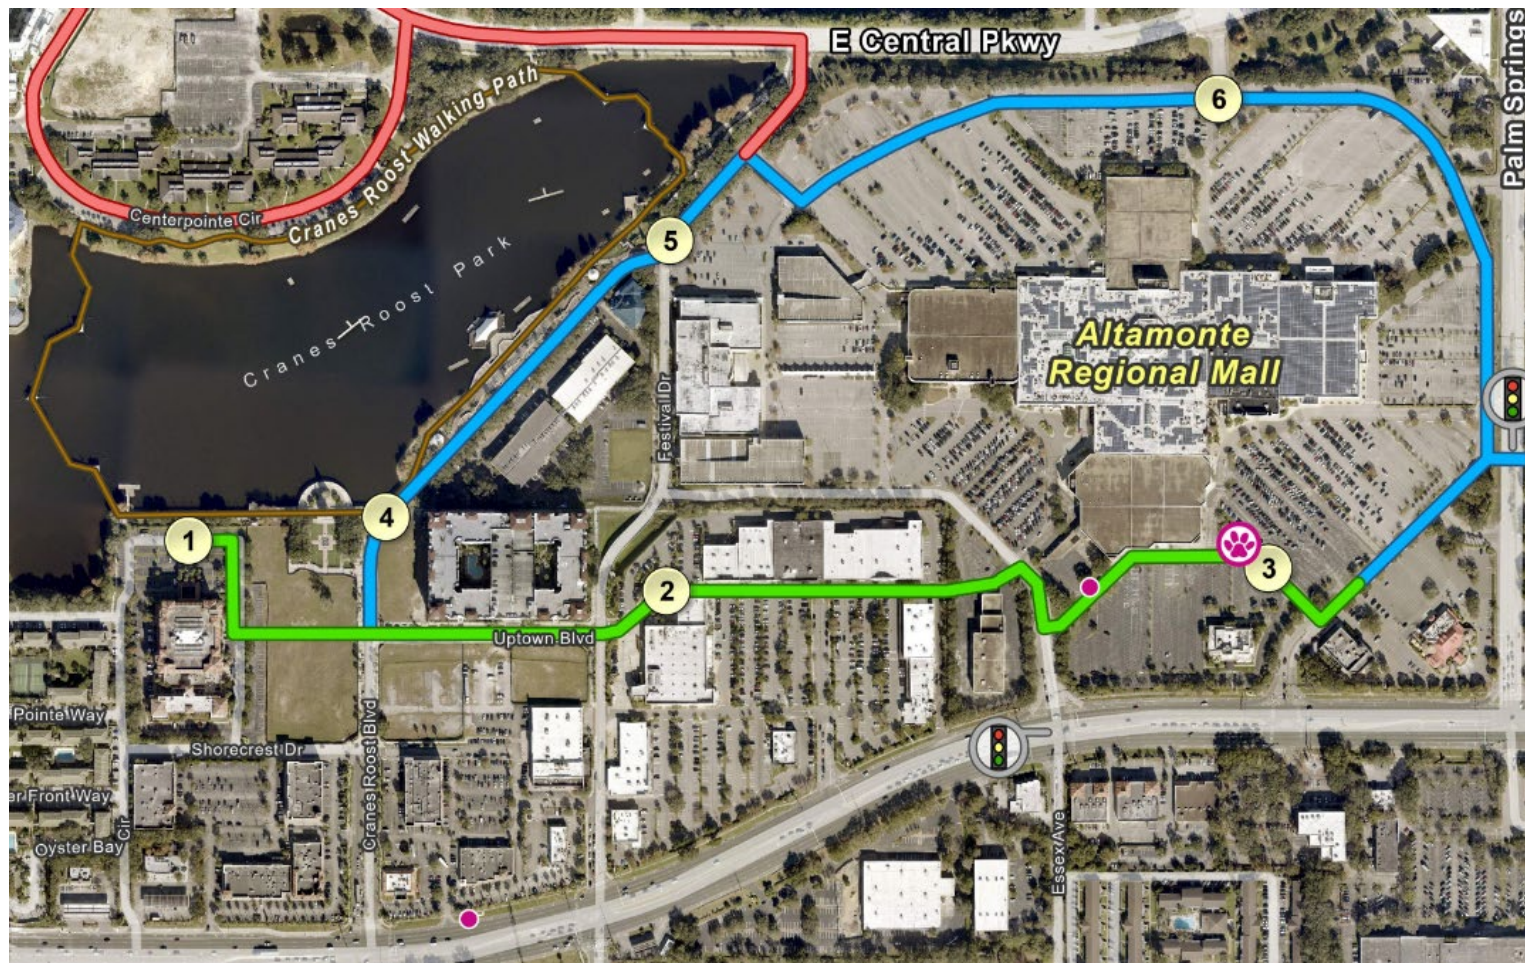 E Central Pkwy
Palm Springs
6
Cranes Roost Walking Path
Centerpointe Cir
5
Cranes Roost Park
Altamonte
Regional Mall
Festival Dr
4
1
3
2
Uptown Blvd
Pointe Way
Shorecrest Dr
Cranes Roost Blvd
er Front Way
Oyster Bay
Cir
Essex Ave